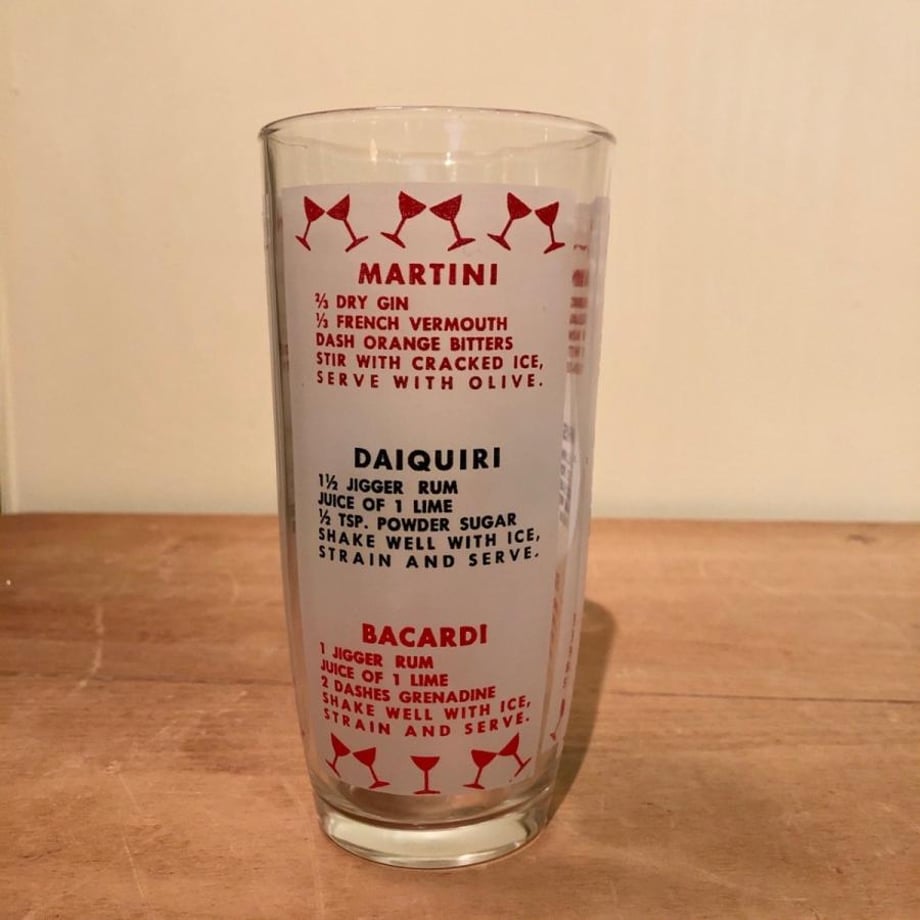 MARTINI
⅔ DRY GIN
⅓ FRENCH VERMOUTH
DASH ORANGE BITTERS
STIR WITH CRACKED ICE,
SERVE WITH OLIVE.
DAIQUIRI
1½ JIGGER RUM
JUICE OF 1 LIME
½ TSP. POWDER SUGAR
SHAKE WELL WITH ICE,
STRAIN AND SERVE.
BACARDI
1 JIGGER RUM
JUICE OF 1 LIME
2 DASHES GRENADINE
SHAKE WELL WITH ICE,
STRAIN AND SERVE.